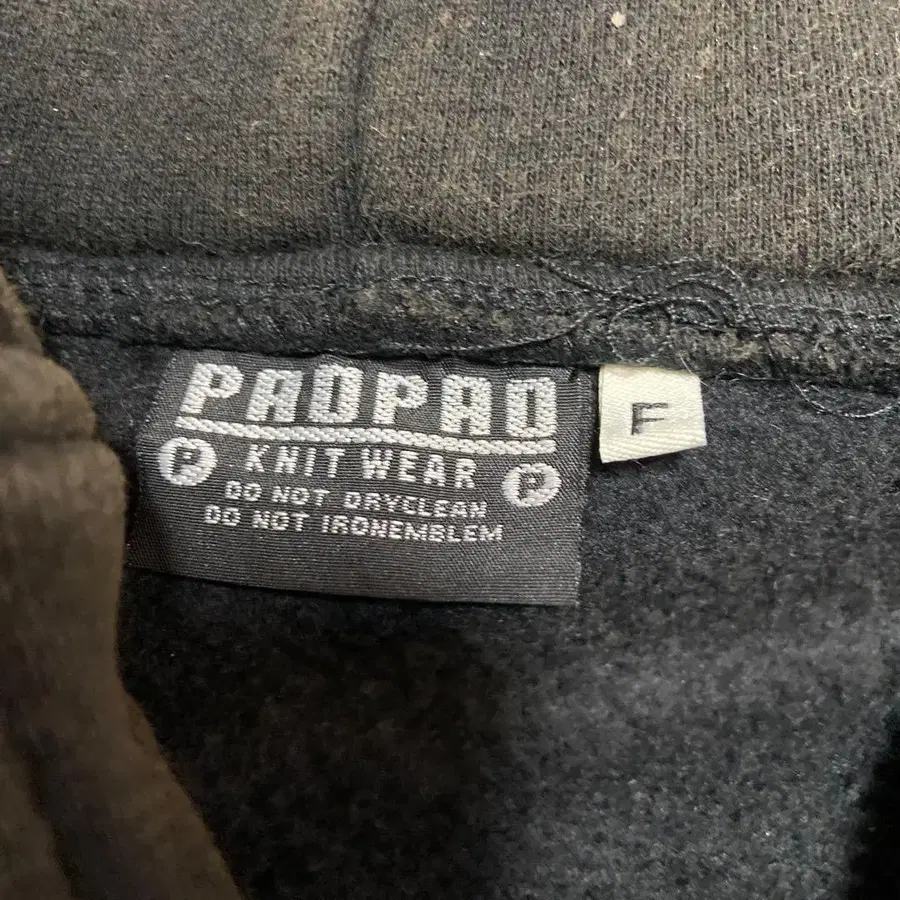 PADPAD
F
P KNIT WEAR P
DO NOT DRYCLEAN
DO NOT IRONEMBLEM